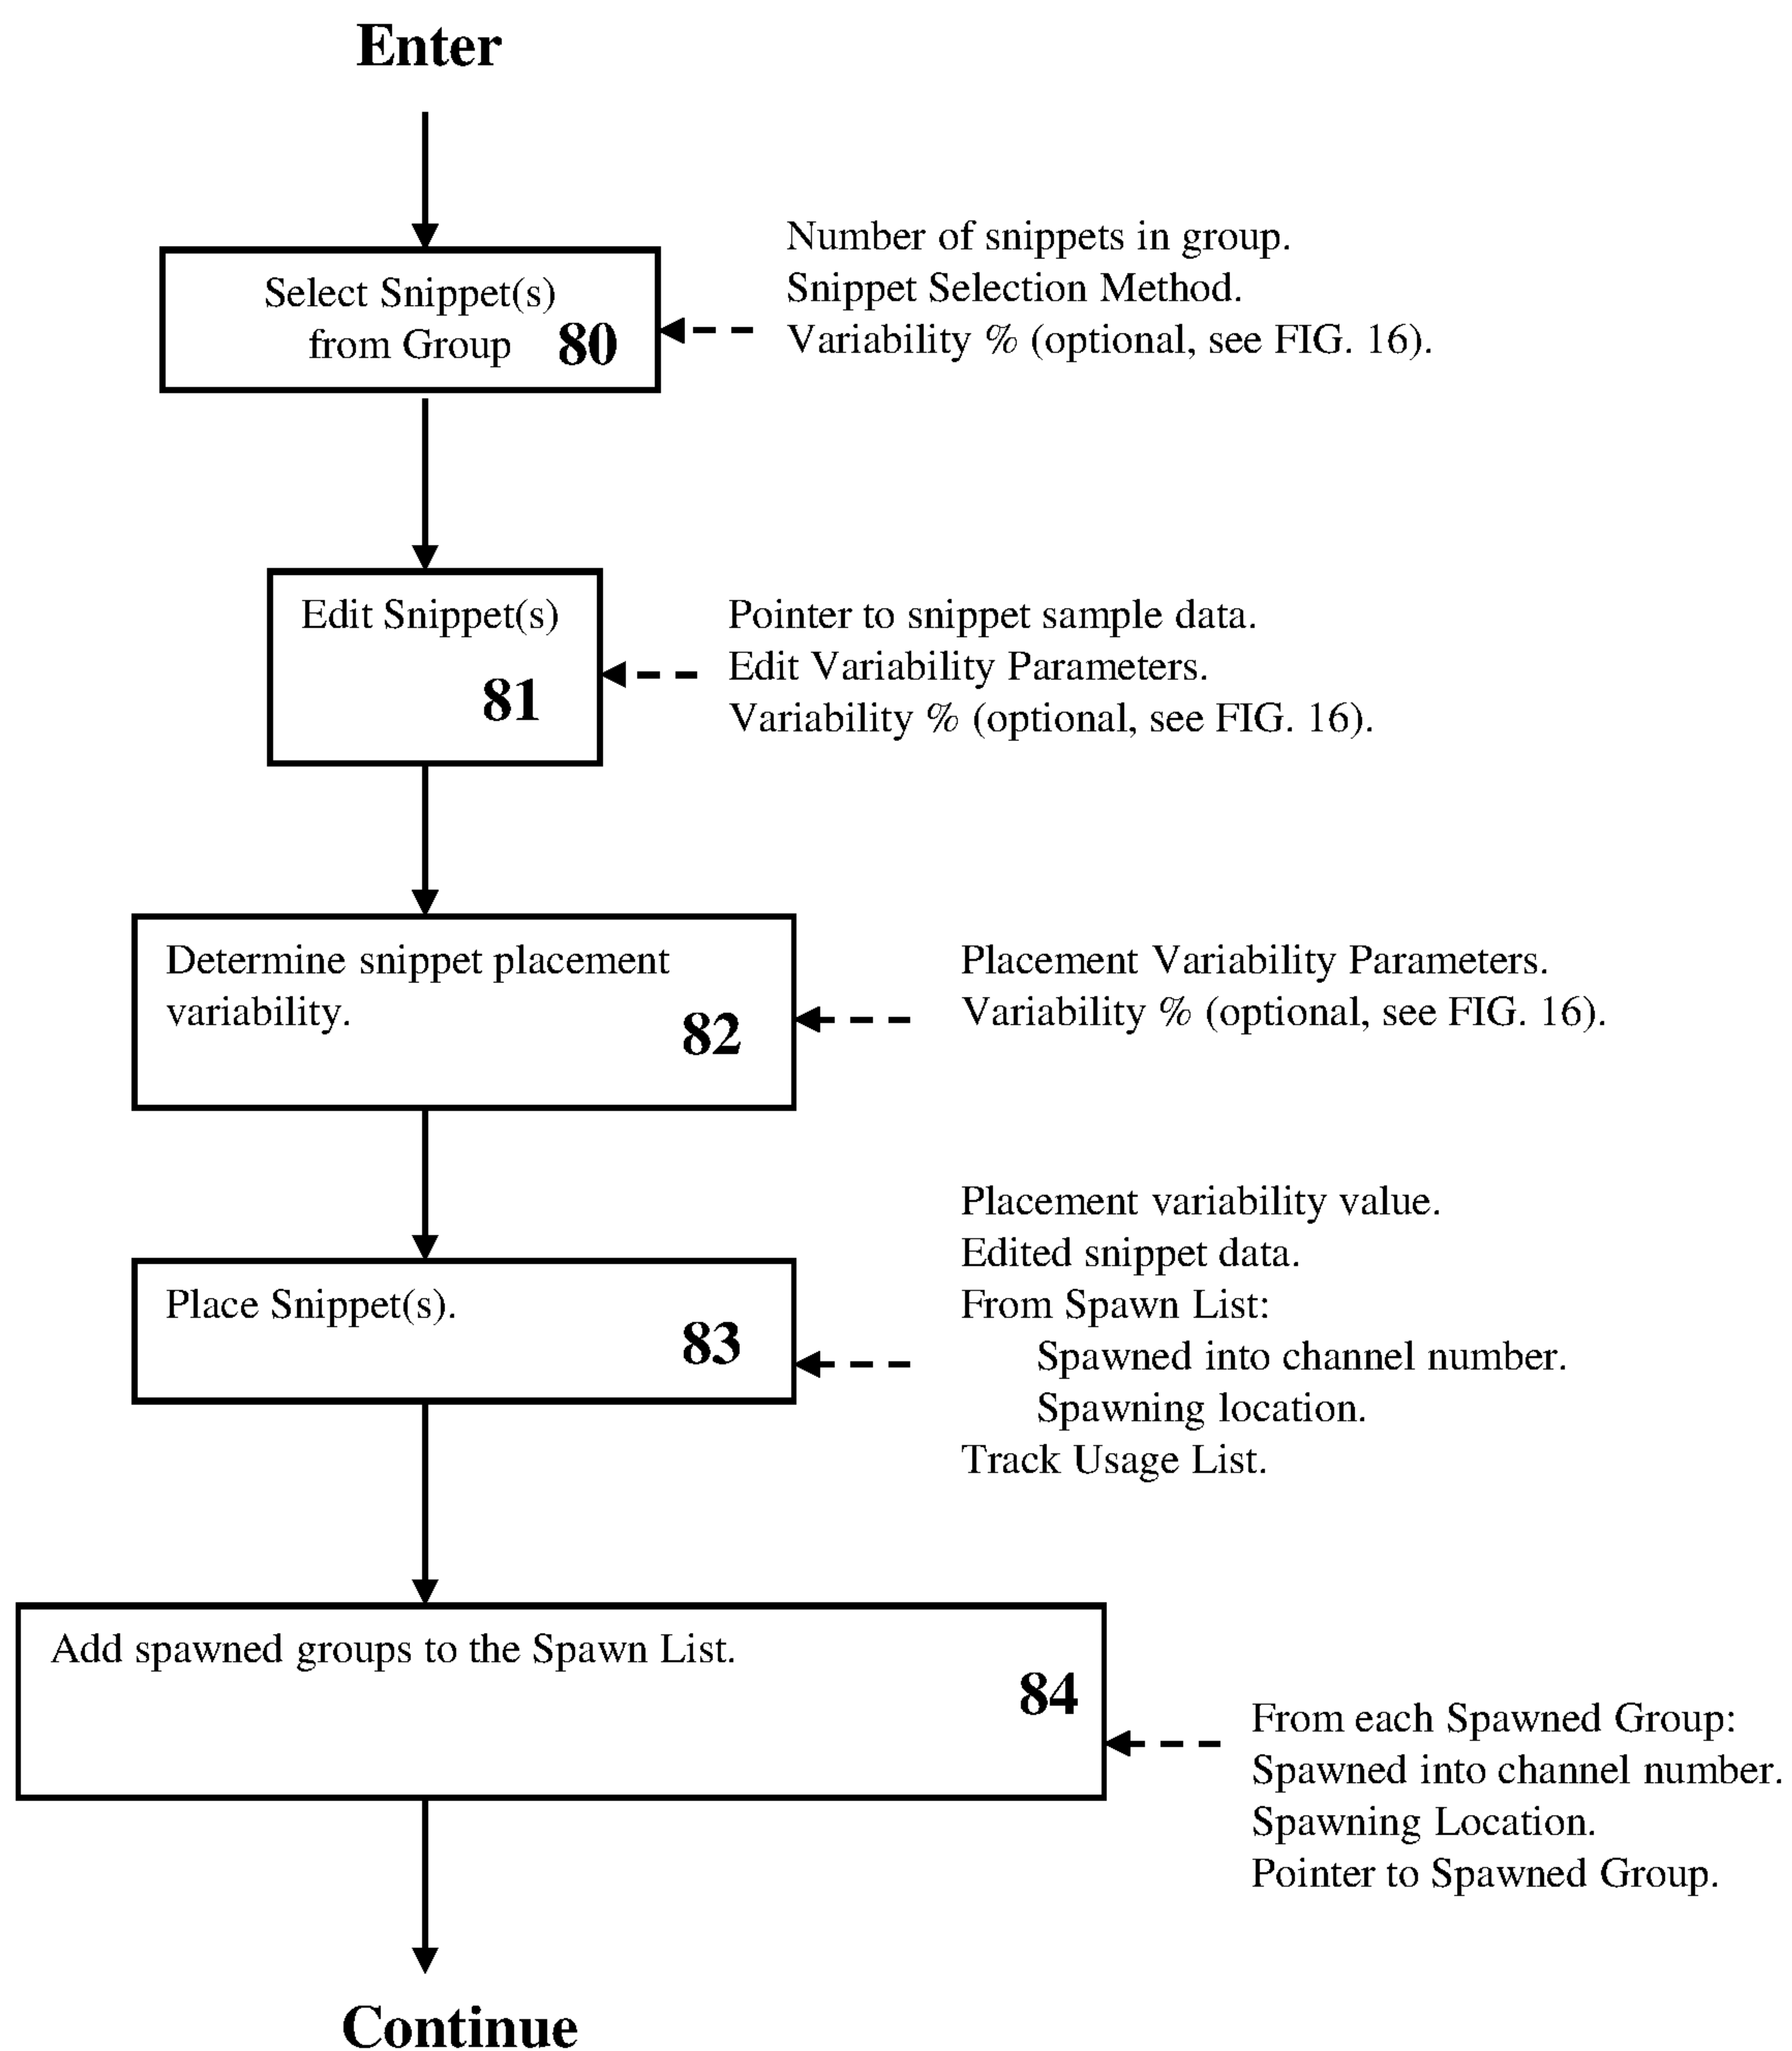 Enter
Select Snippet(s)
from Group 80
Number of snippets in group.
Snippet Selection Method.
Variability % (optional, see FIG. 16).
Edit Snippet(s)
81
Pointer to snippet sample data.
Edit Variability Parameters.
Variability % (optional, see FIG. 16).
Determine snippet placement
variability.
82
Placement Variability Parameters.
Variability % (optional, see FIG. 16).
Place Snippet(s).
83
Placement variability value.
Edited snippet data.
From Spawn List:
Spawned into channel number.
Spawning location.
Track Usage List.
Add spawned groups to the Spawn List.
84
From each Spawned Group:
Spawned into channel number.
Spawning Location.
Pointer to Spawned Group.
Continue